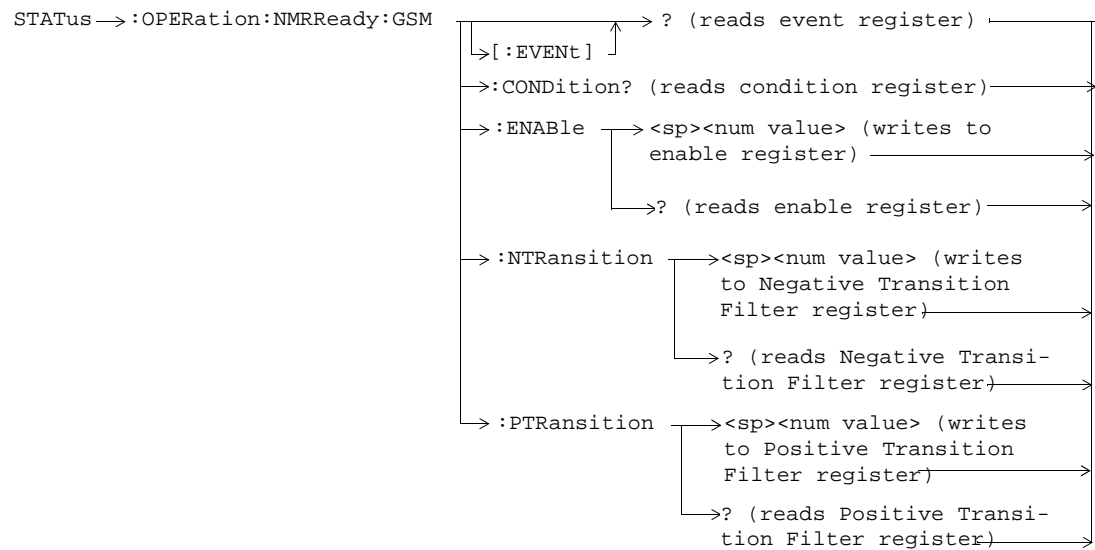 STATus :OPERation:NMRReady:GSM ? (reads event register)
[:EVENt]
:CONDition? (reads condition register)
:ENABle <sp><num value> (writes to
enable register)
? (reads enable register)
:NTRansition <sp><num value> (writes
to Negative Transition
Filter register)
? (reads Negative Transi-
tion Filter register)
:PTRansition <sp><num value> (writes
to Positive Transition
Filter register)
? (reads Positive Transi-
tion Filter register)